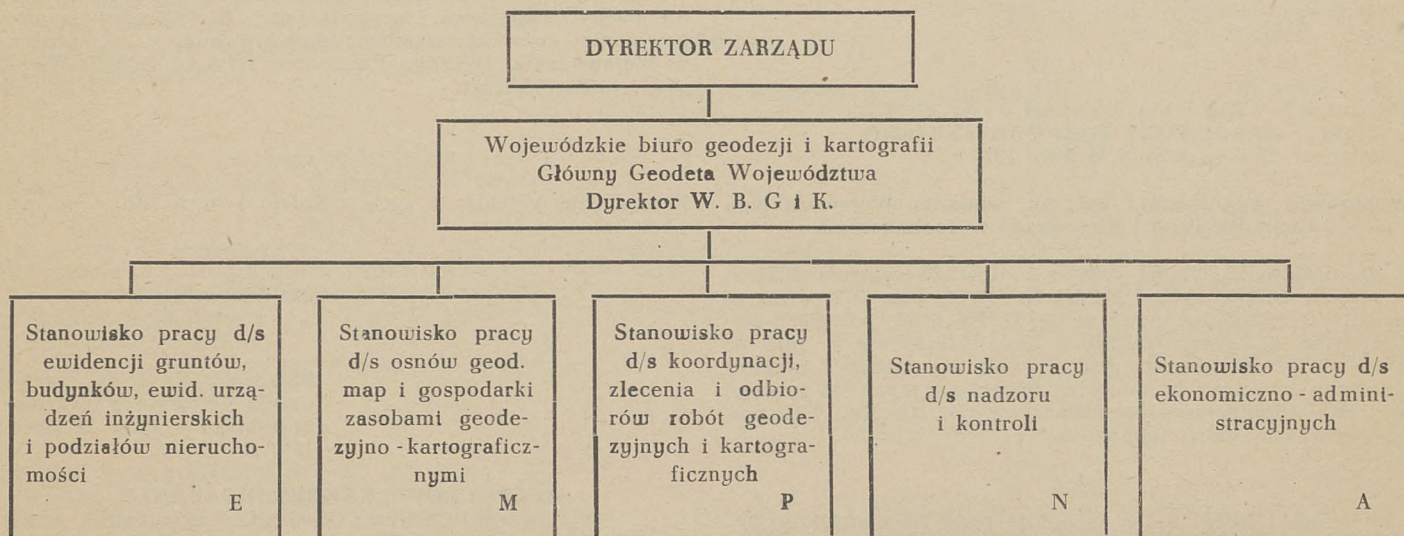 DYREKTOR ZARZĄDU
Wojewódzkie biuro geodezji i kartografii
Główny Geodeta Województwa
Dyrektor W. B. G i K.
Stanowisko pracy d/s
ewidencji gruntów,
budynków, ewid. urzą-
dzeń inżynierskich
i podziałów nierucho-
mości
E
Stanowisko pracy
d/s osnów geod.
map i gospodarki
zasobami geode-
zyjno - kartograficz-
nymi
M
Stanowisko pracy
d/s koordynacji,
zlecenia i odbio-
rów robót geode-
zyjnych i kartogra-
ficznych
P
Stanowisko pracy
d/s nadzoru
i kontroli
N
Stanowisko pracy d/s
ekonomiczno - admini-
stracyjnych
A